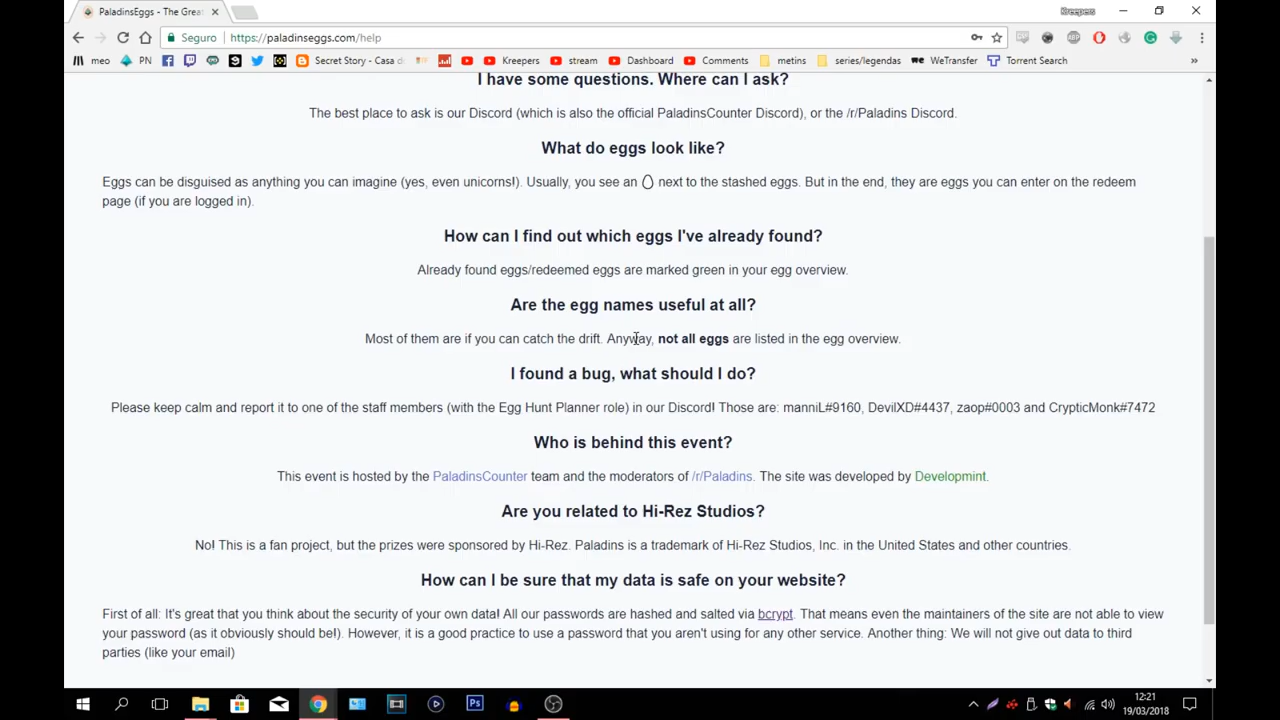 PaladinsEggs - The Great
Kreepers
Seguro
https://paladinseggs.com/help
meo
PN
Secret Story - Casa d
Kreepers
stream
Dashboard
Comments
metins
series/legendas
WeTransfer
Torrent Search
I have some questions. Where can I ask?
The best place to ask is our Discord (which is also the official PaladinsCounter Discord), or the /r/Paladins Discord.
What do eggs look like?
Eggs can be disguised as anything you can imagine (yes, even unicorns!). Usually, you see an next to the stashed eggs. But in the end, they are eggs you can enter on the redeem
page (if you are logged in).
How can I find out which eggs I've already found?
Already found eggs/redeemed eggs are marked green in your egg overview.
Are the egg names useful at all?
Most of them are if you can catch the drift. Anyway, not all eggs are listed in the egg overview.
I found a bug, what should I do?
Please keep calm and report it to one of the staff members (with the Egg Hunt Planner role) in our Discord! Those are: manniL#9160, DevilXD#4437, zaop#0003 and CrypticMonk#7472
Who is behind this event?
This event is hosted by the PaladinsCounter team and the moderators of /r/Paladins. The site was developed by Developmint.
Are you related to Hi-Rez Studios?
No! This is a fan project, but the prizes were sponsored by Hi-Rez. Paladins is a trademark of Hi-Rez Studios, Inc. in the United States and other countries.
How can I be sure that my data is safe on your website?
First of all: It's great that you think about the security of your own data! All our passwords are hashed and salted via bcrypt. That means even the maintainers of the site are not able to view
your password (as it obviously should be!). However, it is a good practice to use a password that you aren't using for any other service. Another thing: We will not give out data to third
parties (like your email)
12:21
19/03/2018